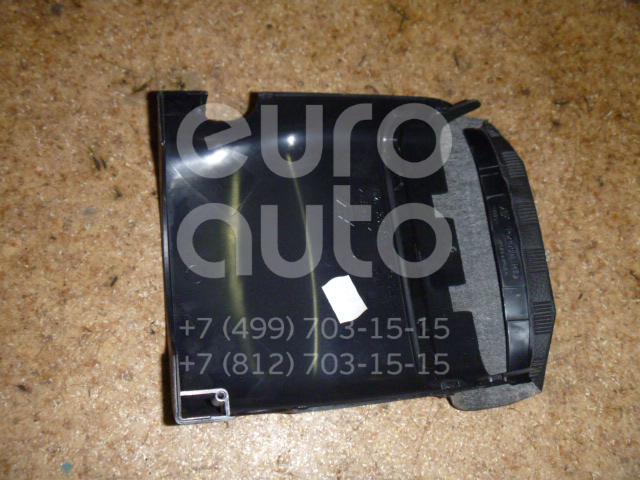 euro
auto
+7 (499) 703-15-15
+7 (812) 703-15-15